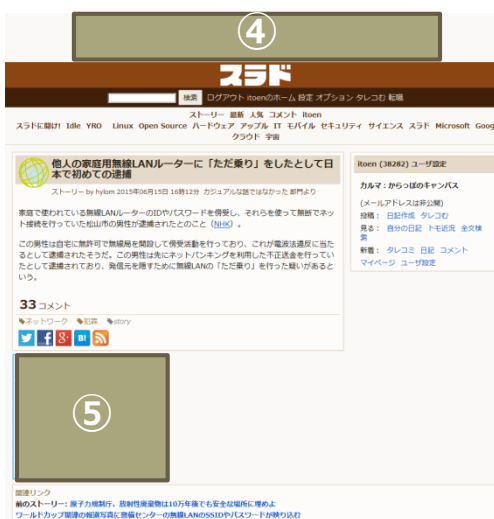 ④
スラド
検索 ログアウト itoenのホーム 設定 オプション タレコむ 転職
ストーリー 最新 人気 コメント itoen
スラドに聞け! Idle YRO Linux Open Source ハードウェア アップル IT モバイル セキュリティ サイエンス スラド Microsoft Goog
クラウド 宇宙
他人の家庭用無線LANルーターに「ただ乗り」をしたとして日
本で初めての逮捕
ストーリー by hylom 2015年06月15日 16時12分 カジュアルな話ではなかった 部門より
家庭で使われている無線LANルーターのIDやパスワードを傍受し、それらを使って無断でネッ
ト接続を行っていた松山市の男性が逮捕されたとのこと（NHK）。
この男性は自宅に無許可で無線局を開設して傍受活動を行っており、これが電波法違反に当た
るとして逮捕されたそうだ。この男性は先にネットバンキングを利用した不正送金を行ってい
たとして逮捕されており、発信元を隠すために無線LANの「ただ乗り」を行った疑いがあると
いう。
33コメント
ネットワーク 犯罪 story
B!
⑤
itoen (38282) ユーザ設定
カルマ：からっぽのキャンバス
(メールアドレスは非公開)
投稿： 日記作成 タレコむ
見る： 自分の日記 トモ近況 全文検
索
新着： タレコミ 日記 コメント
マイページ ユーザ設定
関連リンク
前のストーリー: 原子力規制庁、放射性廃棄物は10万年後でも安全な場所に埋めよ
ワールドカップ関連の報道写真に警備センターの無線LANのSSIDやパスワードが映り込む